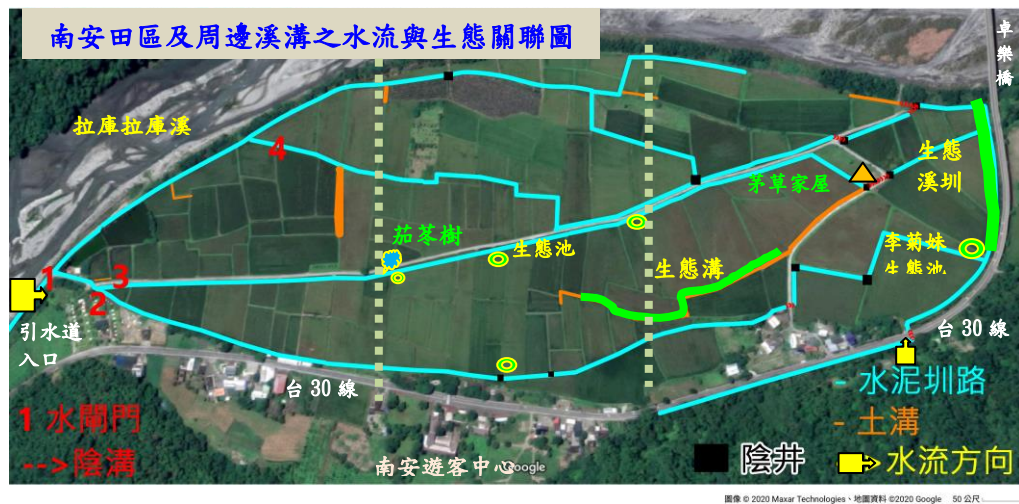 南安田區及周邊溪溝之水流與生態關聯圖
卓樂橋
拉庫拉庫溪
4
生態
溪圳
茅草家屋
茄苳樹
生態池
李菊妹
生態池
生態溝
1
3
2
引水道
入口
台30線
台30線
- 水泥圳路
- 土溝
1 水閘門
-->陰溝
陰井
水流方向
南安遊客中心
Google
圖像 © 2020 Maxar Technologies、地圖資料 ©2020 Google 50 公尺